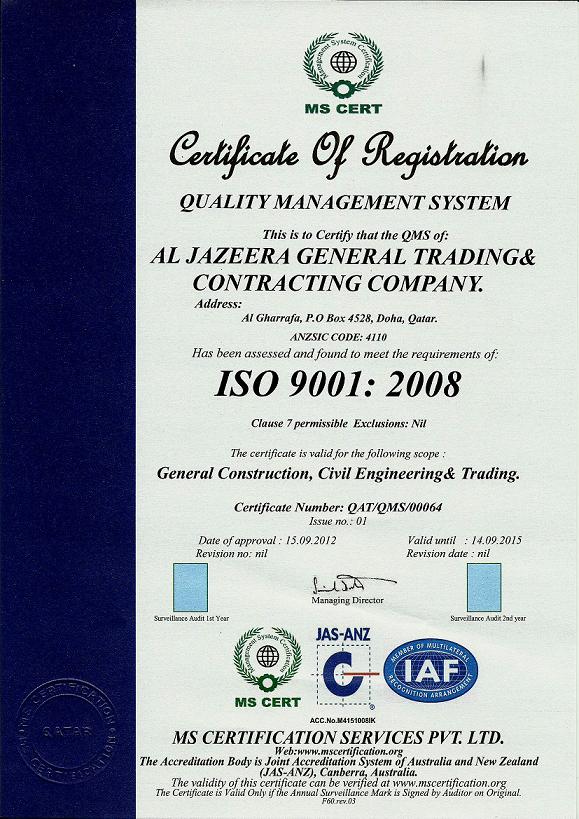 Management System Certification
MS CERT
Certificate Of Registration
QUALITY MANAGEMENT SYSTEM
This is to Certify that the QMS of:
AL JAZEERA GENERAL TRADING&
CONTRACTING COMPANY.
Address:
Al Gharrafa, P.O Box 4528, Doha, Qatar.
ANZSIC CODE: 4110
Has been assessed and found to meet the requirements of:
ISO 9001: 2008
Clause 7 permissible Exclusions: Nil
The certificate is valid for the following scope :
General Construction, Civil Engineering& Trading.
Certificate Number: QAT/QMS/00064
Issue no.: 01
Date of approval : 15.09.2012 Valid until : 14.09.2015
Revision no: nil Revision date : nil
Managing Director
Surveillance Audit 1st Year Surveillance Audit 2nd year
Management System Certification
MS CERT
JAS-ANZ
®
MEMBER OF MULTILATERAL
IAF
RECOGNITION ARRANGEMENT
ACC.No.M4151008IK
QATAR
MS CERTIFICATION SERVICES PVT. LTD.
Web:www.mscertification.org
The Accreditation Body is Joint Accreditation System of Australia and New Zealand
(JAS-ANZ), Canberra, Australia.
The validity of this certificate can be verified at www.mscertification.org
The Certificate is Valid Only if the Annual Surveillance Mark is Signed by Auditor on Original.
F60.rev.03